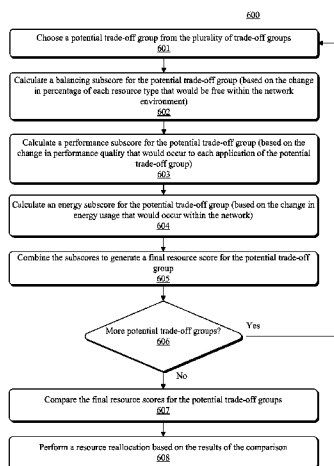 600
Choose a potential trade-off group from the plurality of trade-off groups
601
Calculate a balancing subscore for the potential trade-off group (based on the change
in percentage of each resource type that would be free within the network
environment)
602
Calculate a performance subscore for the potential trade-off group (based on the
change in performance quality that would occur to each application of the potential
trade-off group)
603
Calculate an energy subscore for the potential trade-off group (based on the change in
energy usage that would occur within the network)
604
Combine the subscores to generate a final resource score for the potential trade-off
group
605
More potential trade-off groups?
606
Yes
No
Compare the final resource scores for the potential trade-off groups
607
Perform a resource reallocation based on the results of the comparison
608